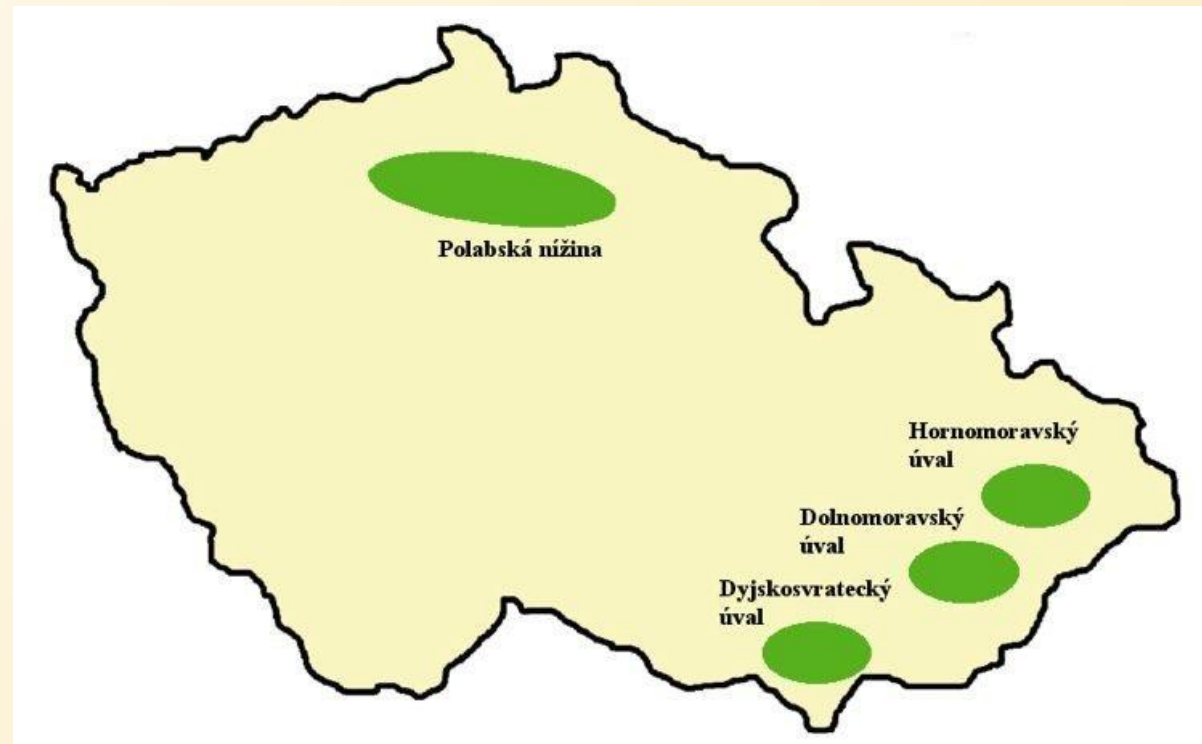 Polabská nížina
Hornomoravský
úval
Dolnomoravský
úval
Dyjskosvratecký
úval